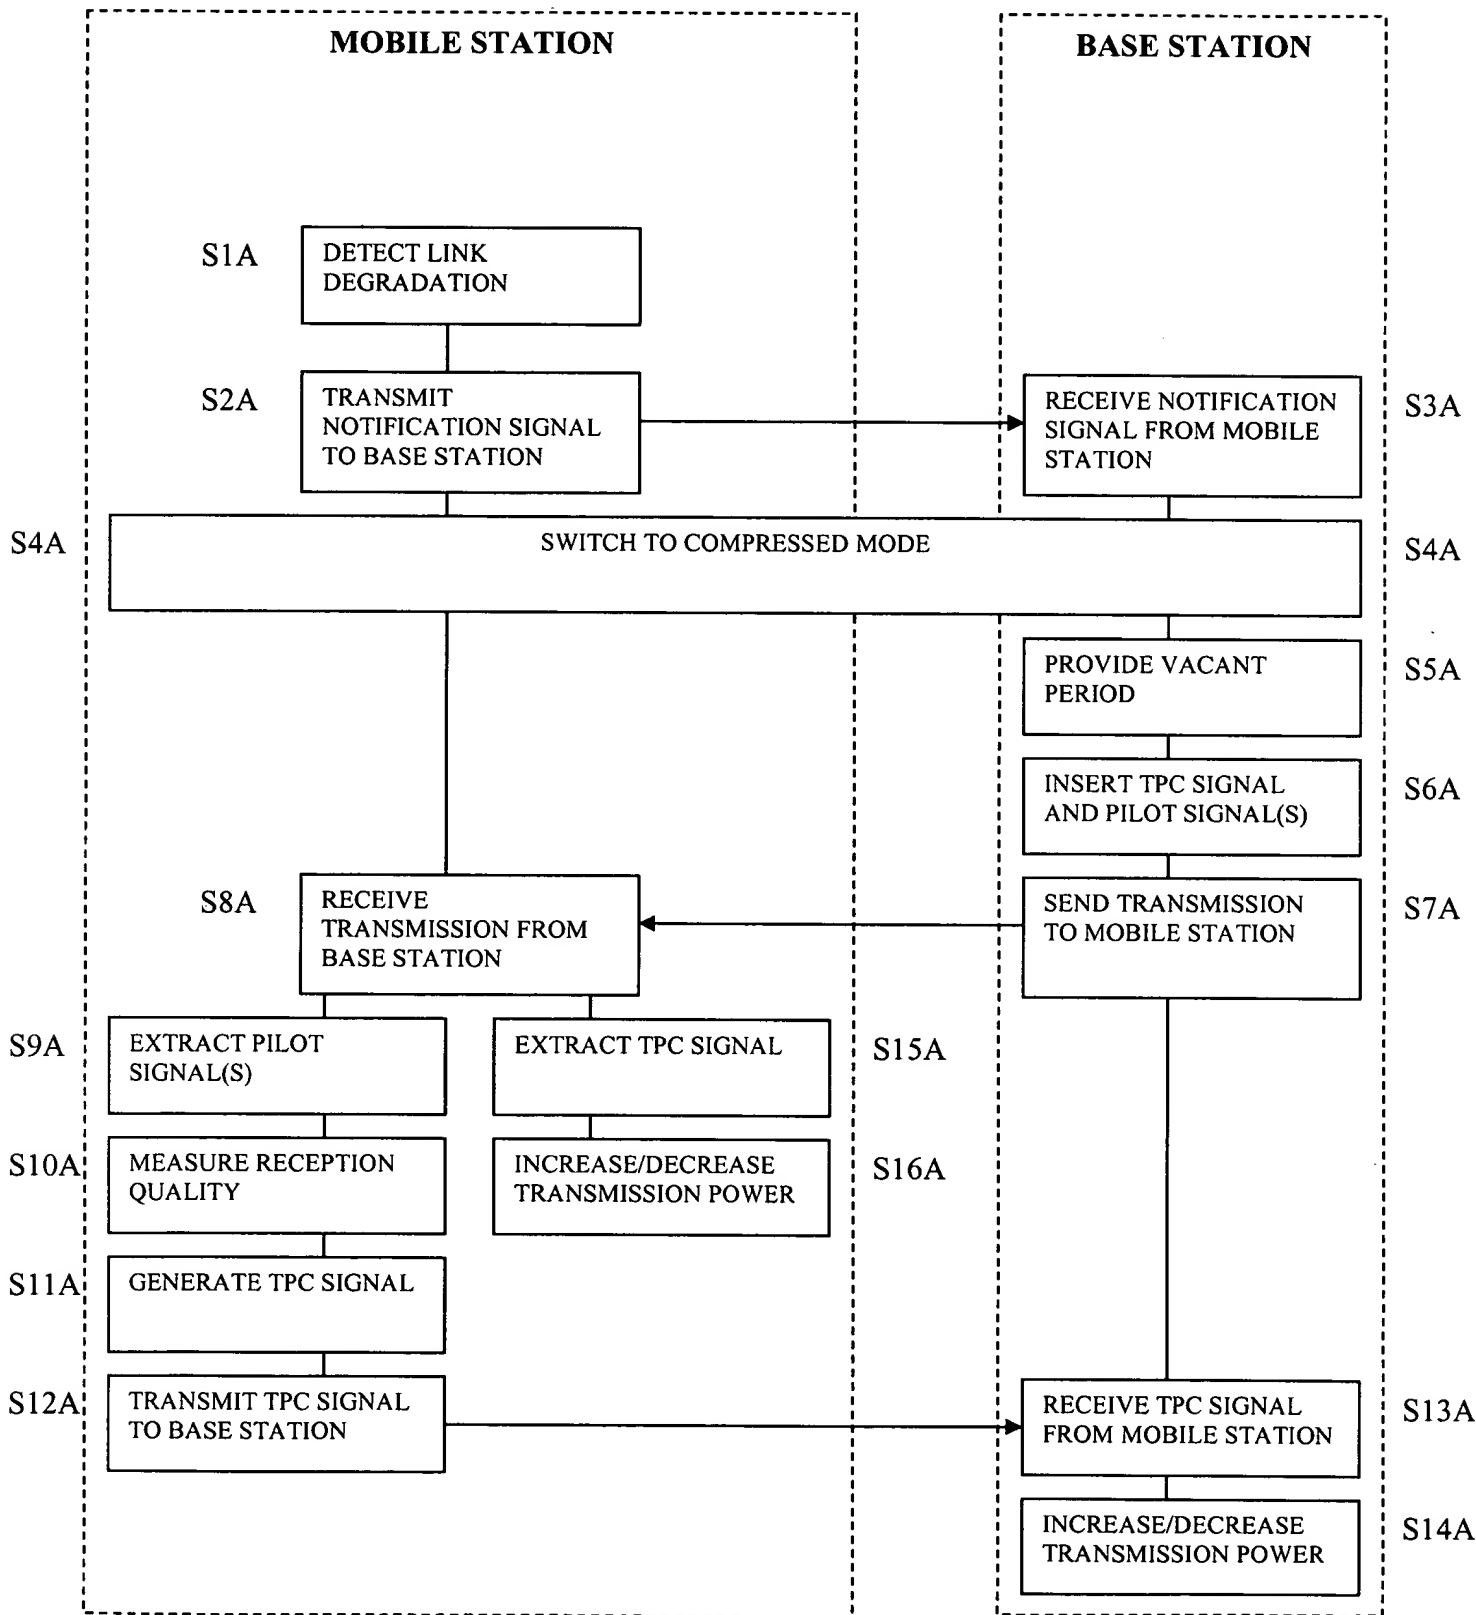 MOBILE STATION
BASE STATION
S1A
DETECT LINK
DEGRADATION
S2A
TRANSMIT
NOTIFICATION SIGNAL
TO BASE STATION
RECEIVE NOTIFICATION
SIGNAL FROM MOBILE
STATION
S3A
S4A
SWITCH TO COMPRESSED MODE
S4A
PROVIDE VACANT
PERIOD
S5A
INSERT TPC SIGNAL
AND PILOT SIGNAL(S)
S6A
S8A
RECEIVE
TRANSMISSION FROM
BASE STATION
SEND TRANSMISSION
TO MOBILE STATION
S7A
S9A
EXTRACT PILOT
SIGNAL(S)
EXTRACT TPC SIGNAL
S15A
S10A
MEASURE RECEPTION
QUALITY
INCREASE/DECREASE
TRANSMISSION POWER
S16A
S11A
GENERATE TPC SIGNAL
S12A
TRANSMIT TPC SIGNAL
TO BASE STATION
RECEIVE TPC SIGNAL
FROM MOBILE STATION
S13A
INCREASE/DECREASE
TRANSMISSION POWER
S14A